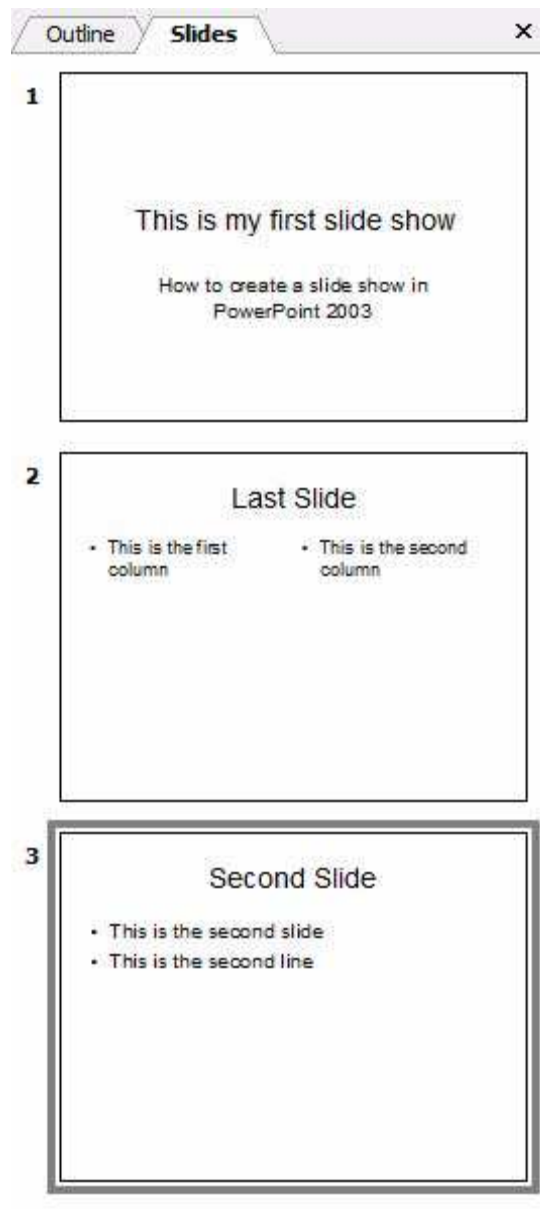 Outline Slides
1
This is my first slide show
How to create a slide show in
PowerPoint 2003
2
Last Slide
• This is the first
column
• This is the second
column
3
Second Slide
• This is the second slide
• This is the second line